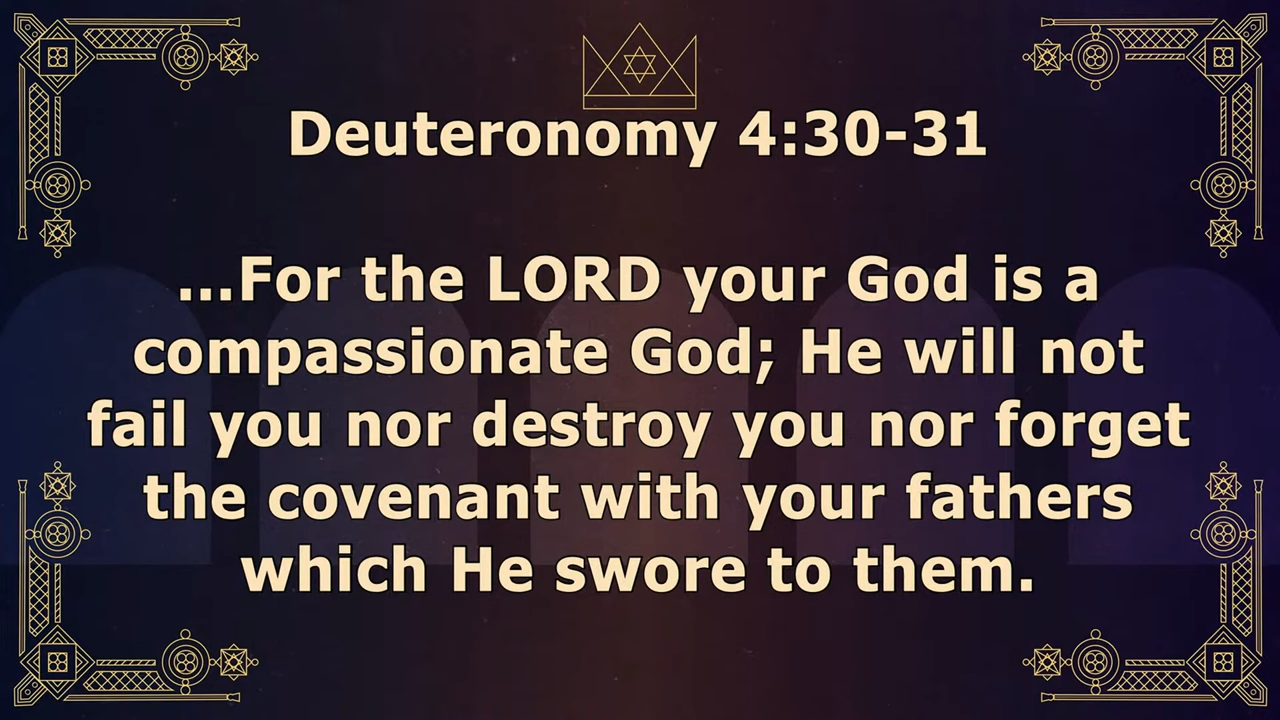 Deuteronomy 4:30-31
...For the LORD your God is a
compassionate God; He will not
fail you nor destroy you nor forget
the covenant with your fathers
which He swore to them.